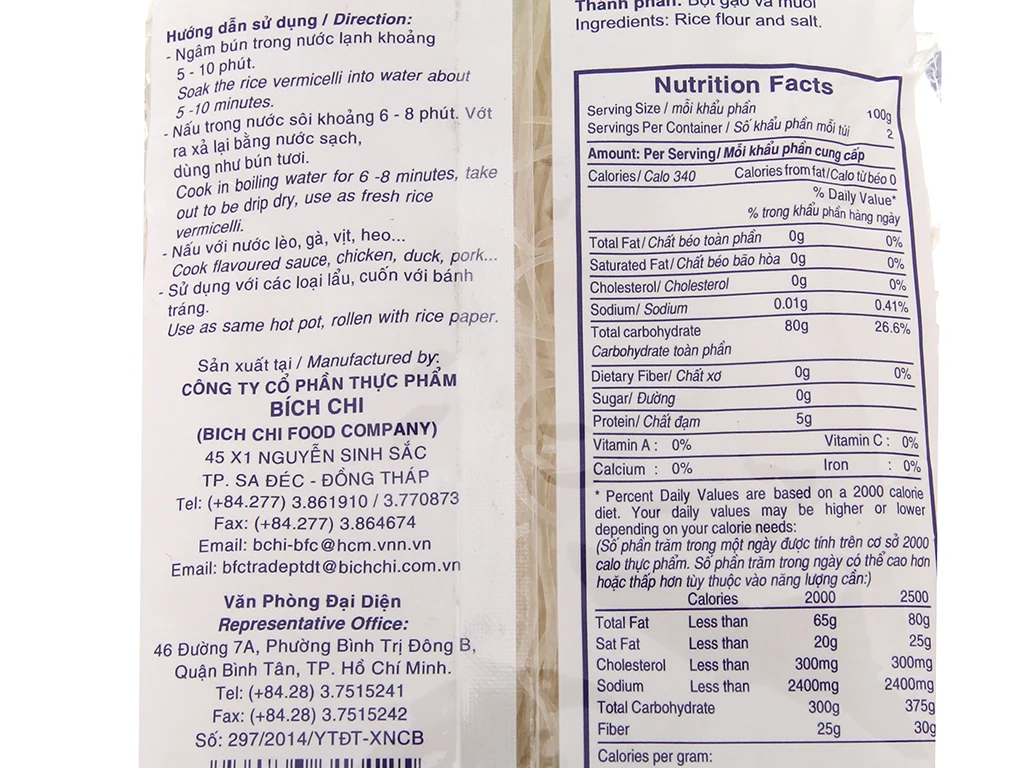 Hướng dẫn sử dụng / Direction:
- Ngâm bún trong nước lạnh khoảng
5 - 10 phút.
Soak the rice vermicelli into water about
5 -10 minutes.
- Nấu trong nước sôi khoảng 6 - 8 phút. Vớt
ra xả lại bằng nước sạch,
dùng như bún tươi.
Cook in boiling water for 6 -8 minutes, take
out to be drip dry, use as fresh rice
vermicelli.
- Nấu với nước lèo, gà, vịt, heo...
Cook flavoured sauce, chicken, duck, pork...
- Sử dụng với các loại lẩu, cuốn với bánh
tráng.
Use as same hot pot, rollen with rice paper.
Sản xuất tại / Manufactured by:
CÔNG TY CỔ PHẦN THỰC PHẨM
BÍCH CHI
(BICH CHI FOOD COMPANY)
45 X1 NGUYỄN SINH SẮC
TP. SA ĐÉC - ĐỒNG THÁP
Tel: (+84.277) 3.861910 / 3.770873
Fax: (+84.277) 3.864674
Email: bchi-bfc@hcm.vnn.vn
Email: bfctradeptdt@bichchi.com.vn
Văn Phòng Đại Diện
Representative Office:
46 Đường 7A, Phường Bình Trị Đông B,
Quận Bình Tân, TP. Hồ Chí Minh.
Tel: (+84.28) 3.7515241
Fax: (+84.28) 3.7515242
Số: 297/2014/YTĐT-XNCB
Thành phần: Bột gạo và muối
Ingredients: Rice flour and salt.
Nutrition Facts
Serving Size / mỗi khẩu phần 100g
Servings Per Container / Số khẩu phần mỗi túi 2
Amount: Per Serving/ Mỗi khẩu phần cung cấp
Calories/ Calo 340 Calories from fat/Calo từ béo 0
% Daily Value*
% trong khẩu phần hàng ngày
Total Fat/ Chất béo toàn phần 0g 0%
Saturated Fat/ Chất béo bão hòa 0g 0%
Cholesterol/ Cholesterol 0g 0%
Sodium/ Sodium 0.01g 0.41%
Total carbohydrate 80g 26.6%
Carbohydrate toàn phần
Dietary Fiber/ Chất xơ 0g 0%
Sugar/ Đường 0g
Protein/ Chất đạm 5g
Vitamin A : 0% Vitamin C : 0%
Calcium : 0% Iron : 0%
* Percent Daily Values are based on a 2000 calorie
diet. Your daily values may be higher or lower
depending on your calorie needs:
(Số phần trăm trong một ngày được tính trên cơ sở 2000
calo thực phẩm. Số phần trăm trong ngày có thể cao hơn
hoặc thấp hơn tùy thuộc vào năng lượng cần:)
Calories 2000 2500
Total Fat Less than 65g 80g
Sat Fat Less than 20g 25g
Cholesterol Less than 300mg 300mg
Sodium Less than 2400mg 2400mg
Total Carbohydrate 300g 375g
Fiber 25g 30g
Calories per gram: